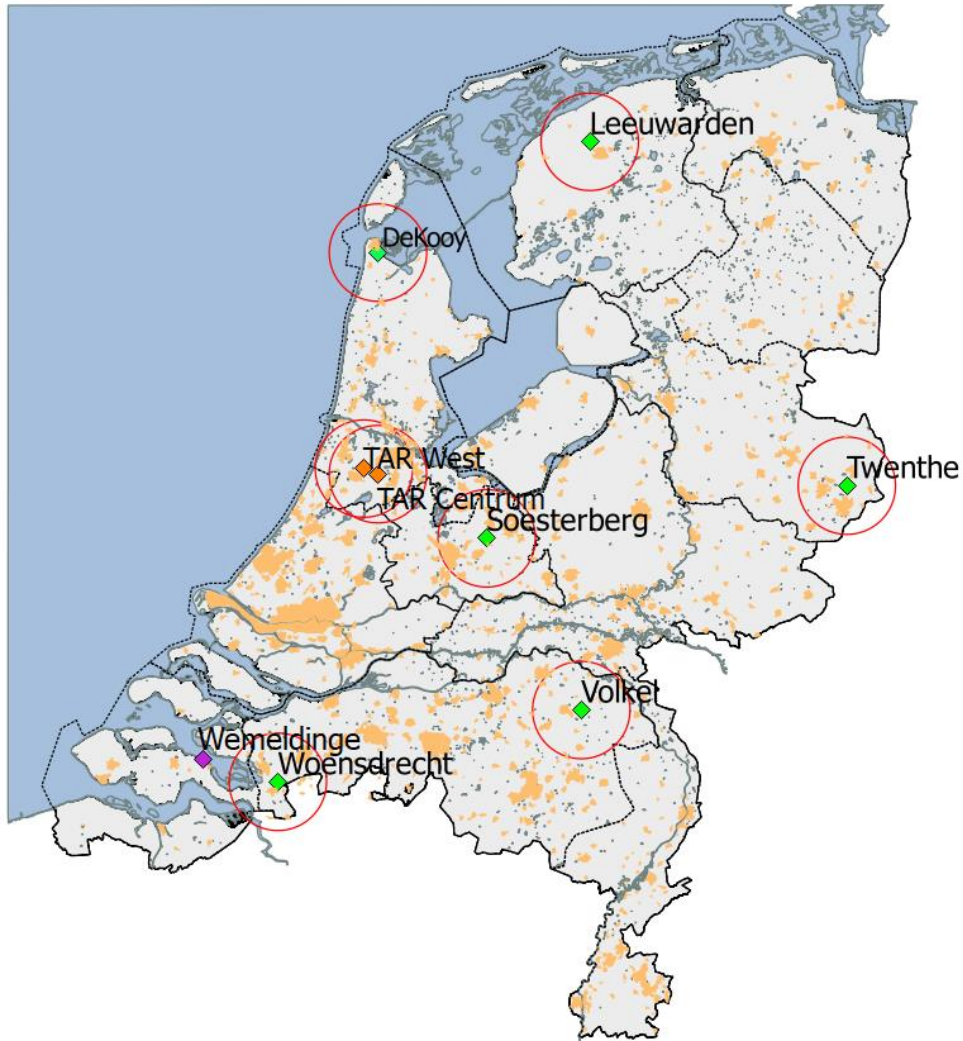 Leeuwarden
DeKooy
TAR West
Twenthe
TAR Centrum
Soesterberg
Volkel
Wemeldinge
Woensdrecht